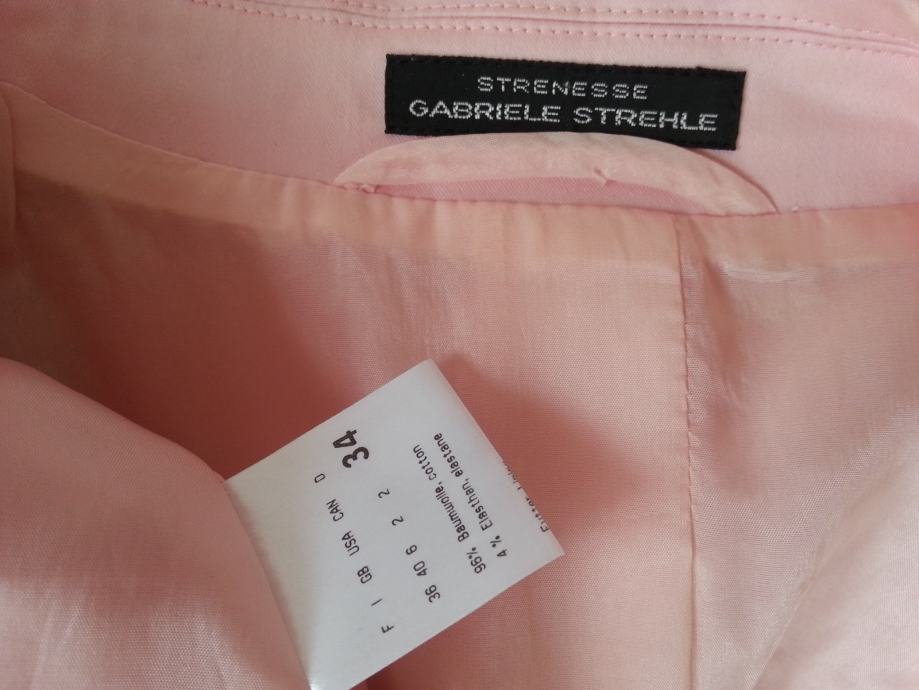 STRENESSE
GABRIELE STREHLE
F I GB USA CAN D
36 40 6 2 2 34
96% Baumwolle, cotton
4% Elasthan, elastane